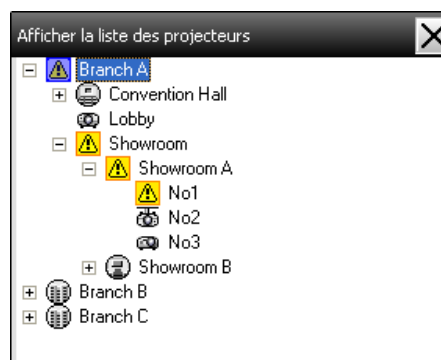 Afficher la liste des projecteurs
Branch A
Convention Hall
Lobby
Showroom
Showroom A
No1
No2
No3
Showroom B
Branch B
Branch C